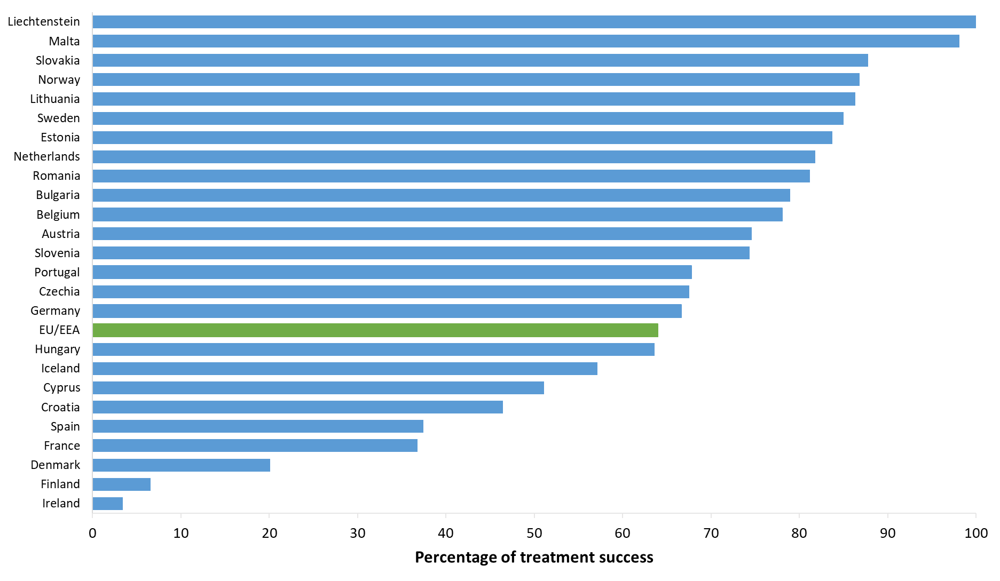 Liechtenstein
Malta
Slovakia
Norway
Lithuania
Sweden
Estonia
Netherlands
Romania
Bulgaria
Belgium
Austria
Slovenia
Portugal
Czechia
Germany
EU/EEA
Hungary
Iceland
Cyprus
Croatia
Spain
France
Denmark
Finland
Ireland
0 10 20 30 40 50 60 70 80 90 100
Percentage of treatment success